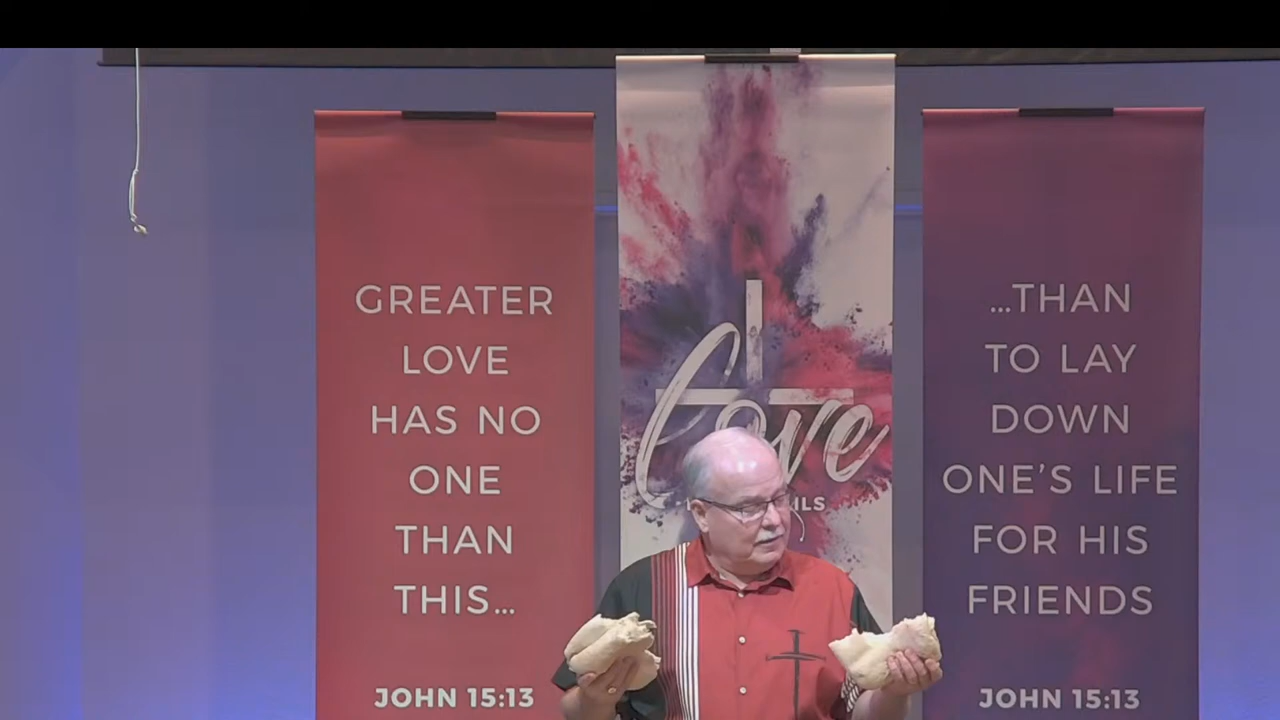 GREATER
LOVE
HAS NO
ONE
THAN
THIS...
JOHN 15:13
Love
...THAN
TO LAY
DOWN
ONE'S LIFE
FOR HIS
FRIENDS
JOHN 15:13